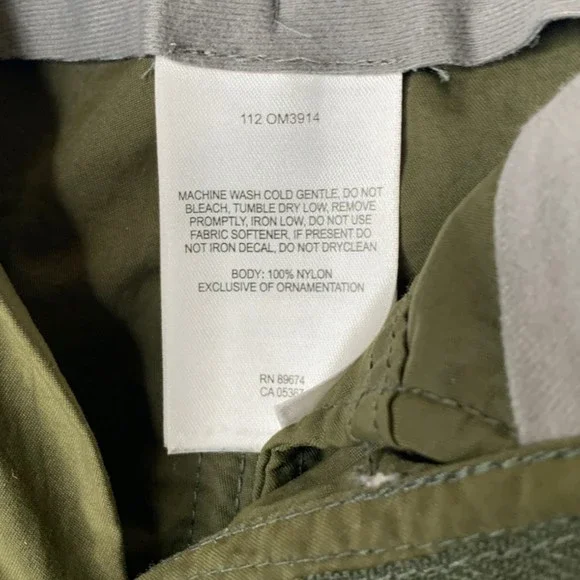 112 OM3914
MACHINE WASH COLD GENTLE, DO NOT
BLEACH, TUMBLE DRY LOW, REMOVE
PROMPTLY, IRON LOW, DO NOT USE
FABRIC SOFTENER, IF PRESENT DO
NOT IRON DECAL, DO NOT DRYCLEAN
BODY: 100% NYLON
EXCLUSIVE OF ORNAMENTATION
RN 89674
CA 05367